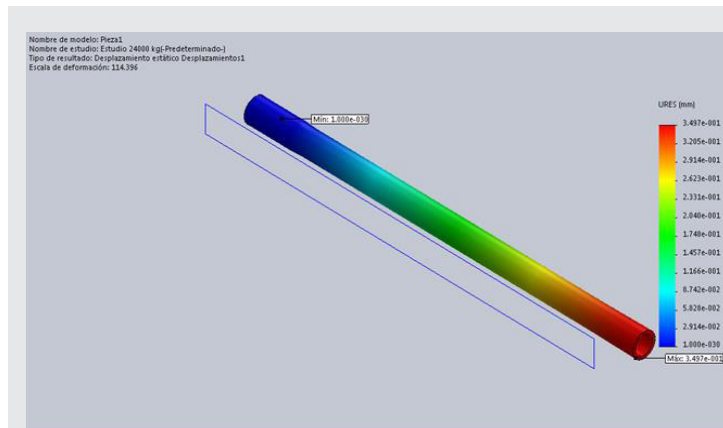 Nombre de modelo: Pieza1
Nombre de estudio: Estudio 24000 kg(-Predeterminado-)
Tipo de resultado: Desplazamiento estático Desplazamientos1
Escala de deformación: 114.396
Mín: 1.000e-030
URES (mm)
3.497e-001
3.205e-001
2.914e-001
2.623e-001
2.331e-001
2.040e-001
1.748e-001
1.457e-001
1.166e-001
8.742e-002
5.828e-002
2.914e-002
1.000e-030
Máx: 3.497e-001